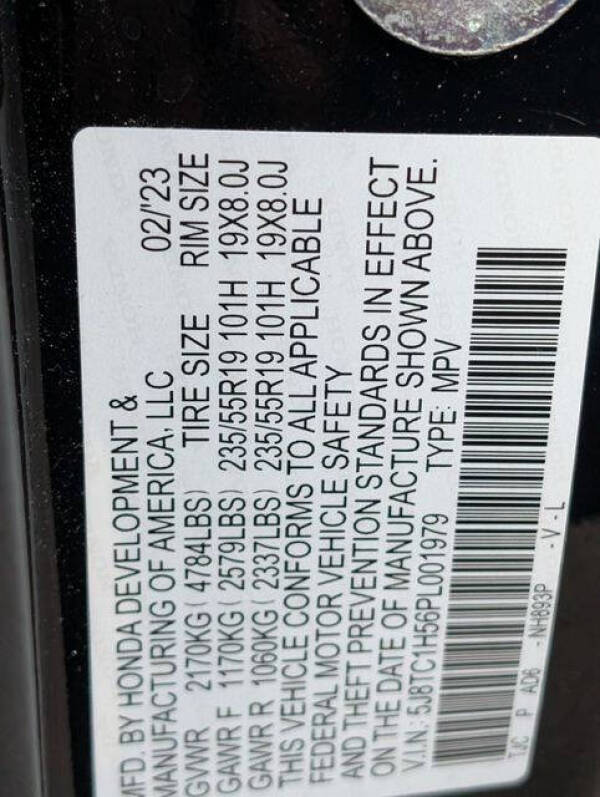 MFD. BY HONDA DEVELOPMENT &
MANUFACTURING OF AMERICA, LLC 02/'23
GVWR 2170KG ( 4784LBS) TIRE SIZE RIM SIZE
GAWR F 1170KG ( 2579LBS) 235/55R19 101H 19X8.0J
GAWR R 1060KG ( 2337LBS) 235/55R19 101H 19X8.0J
THIS VEHICLE CONFORMS TO ALL APPLICABLE
FEDERAL MOTOR VEHICLE SAFETY
AND THEFT PREVENTION STANDARDS IN EFFECT
ON THE DATE OF MANUFACTURE SHOWN ABOVE.
V.I.N.: 5J8TC1H56PL001979 TYPE: MPV
TJC P AD6 - NH893P - V - L